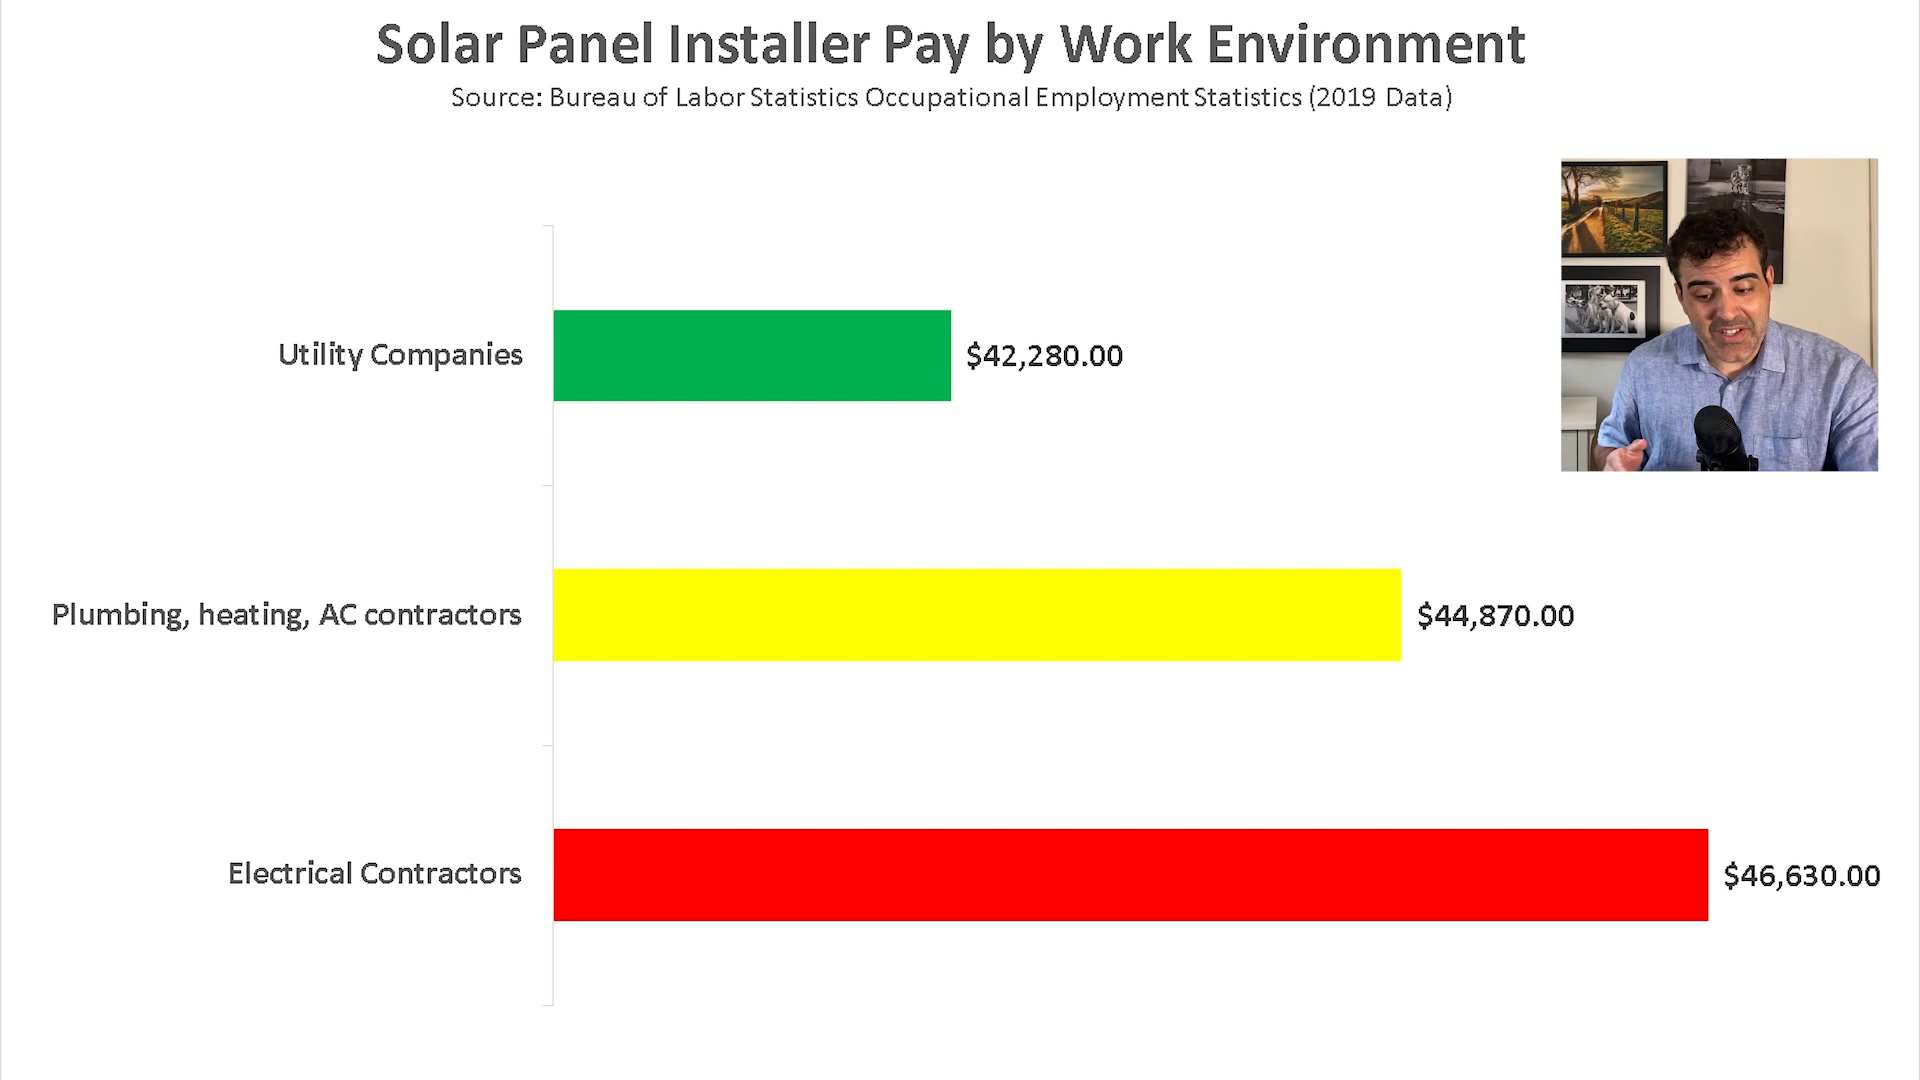 Solar Panel Installer Pay by Work Environment
Source: Bureau of Labor Statistics Occupational Employment Statistics (2019 Data)
Utility Companies
$42,280.00
Plumbing, heating, AC contractors
$44,870.00
Electrical Contractors
$46,630.00